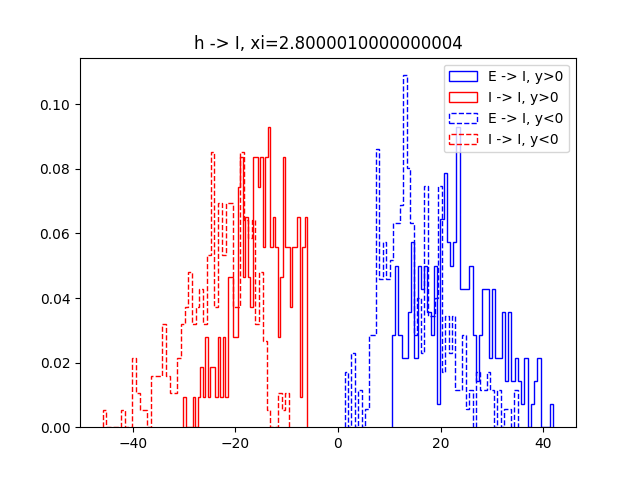 h -> I, xi=2.8000010000000004
E -> I, y>0
I -> I, y>0
E -> I, y<0
I -> I, y<0
0.10
0.08
0.06
0.04
0.02
0.00
−40
−20
0
20
40